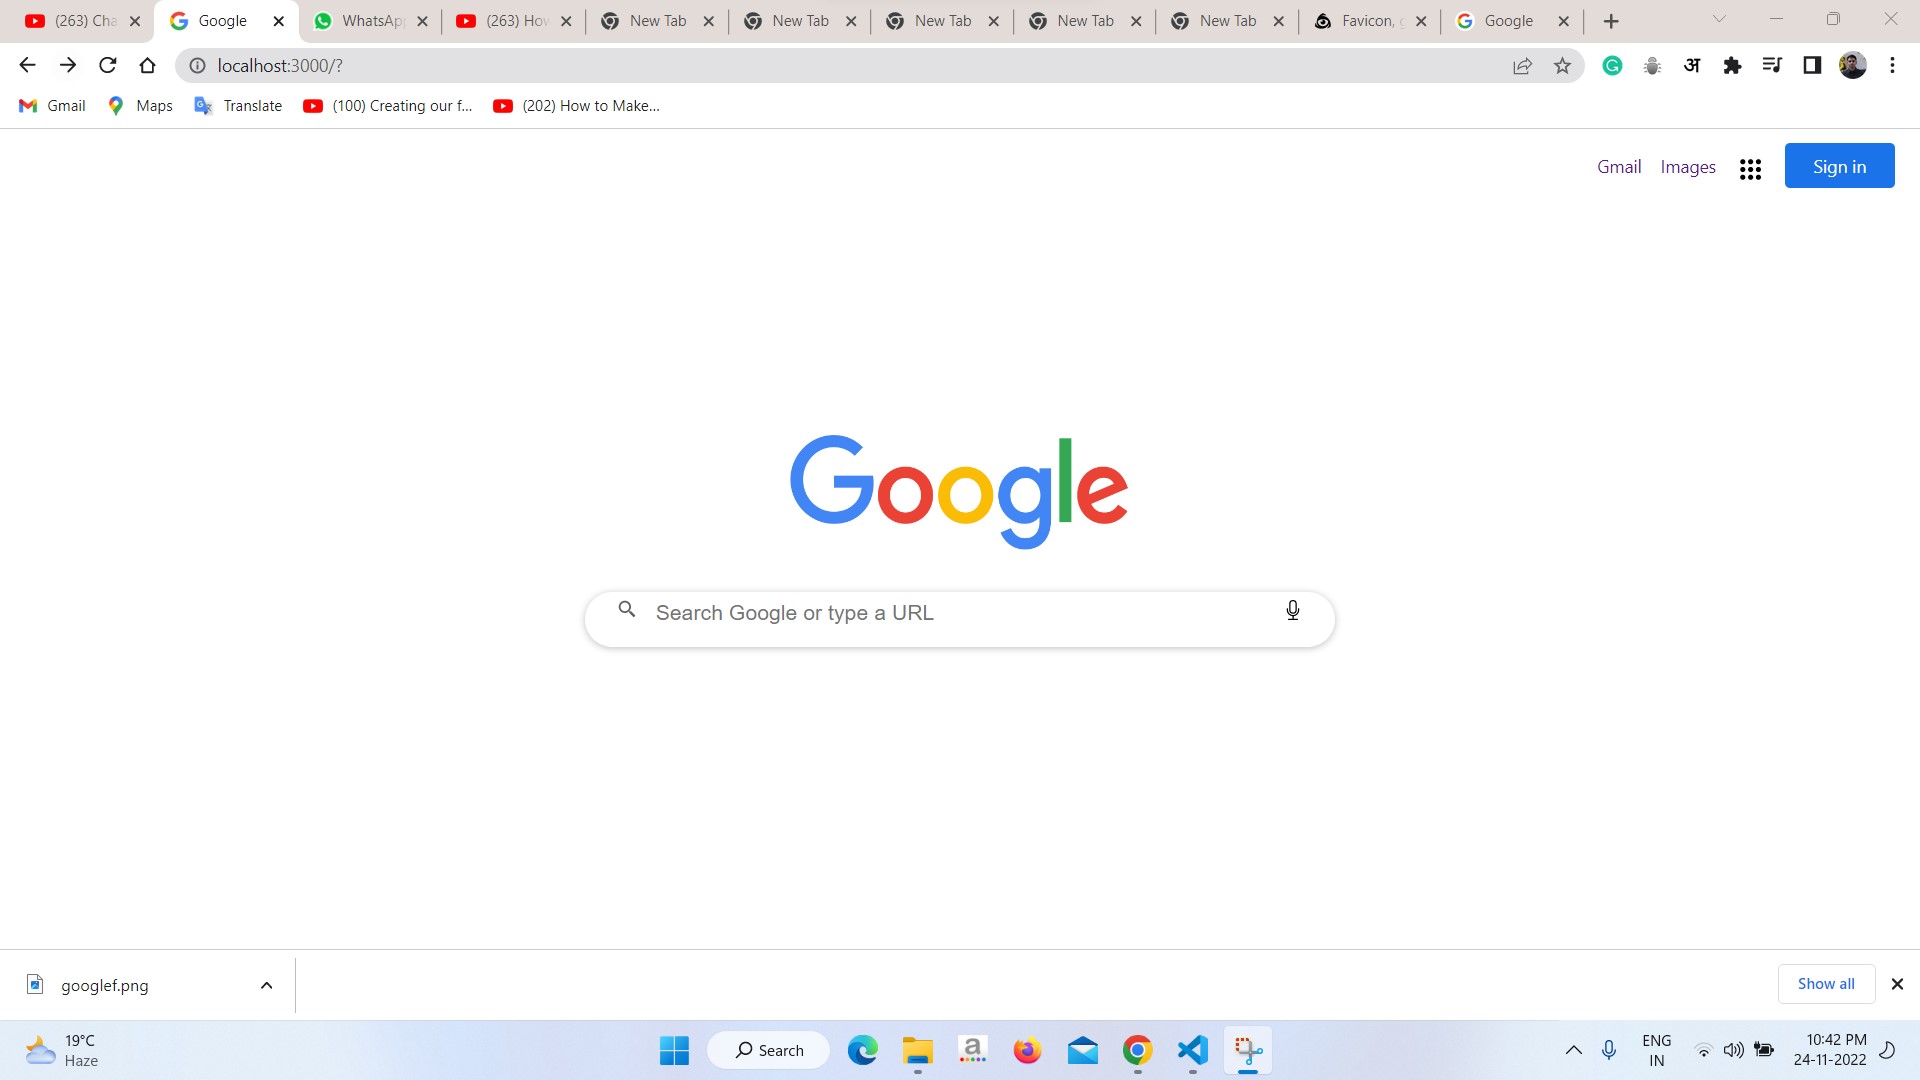 (263) Cha Google WhatsApp (263) How New Tab New Tab New Tab New Tab New Tab Favicon, g Google
localhost:3000/?
अ
Gmail Maps Translate (100) Creating our f... (202) How to Make...
Gmail Images Sign in
Google
Search Google or type a URL
googlef.png Show all
19°C
Haze
Search
a
ENG
IN
10:42 PM
24-11-2022